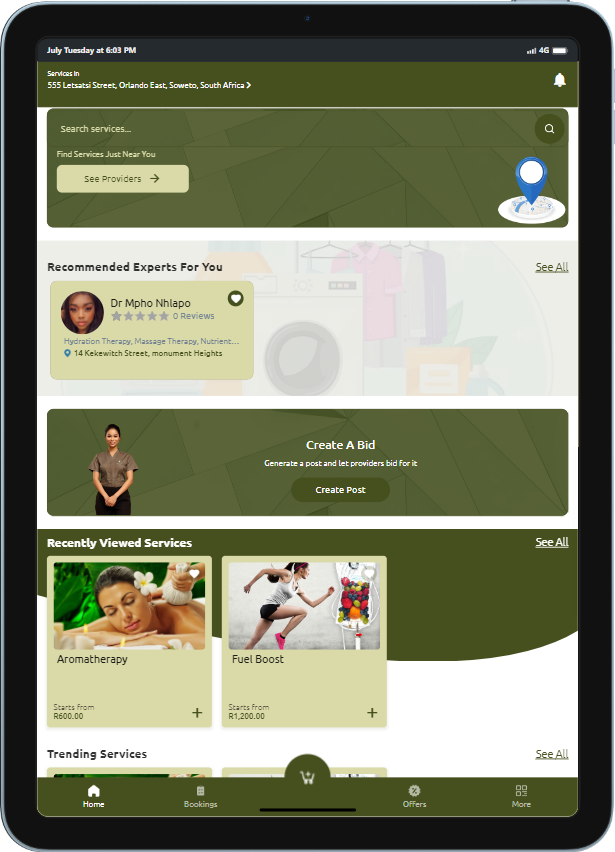 July Tuesday at 6:03 PM
4G
Services in
555 Letsatsi Street, Orlando East, Soweto, South Africa
Search services...
Find Services Just Near You
See Providers
Recommended Experts For You
See All
Dr Mpho Nhlapo
0 Reviews
Hydration Therapy, Massage Therapy, Nutrient...
14 Kekewitch Street, monument Heights
Create A Bid
Generate a post and let providers bid for it
Create Post
Recently Viewed Services
See All
Aromatherapy
Starts from
R600.00
Fuel Boost
Starts from
R1,200.00
Trending Services
See All
Home
Bookings
Offers
More